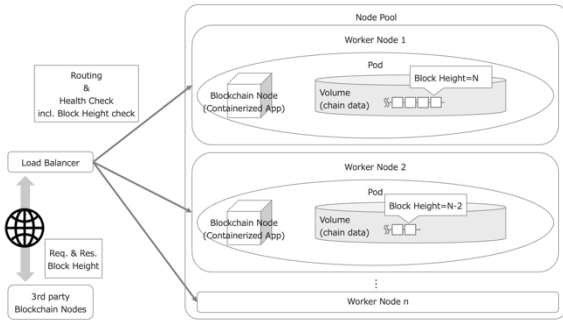 Node Pool
Worker Node 1
Pod
Block Height=N
Blockchain Node
(Containerized App)
Volume
(chain data)
Routing
&
Health Check
incl. Block Height check
Load Balancer
Worker Node 2
Pod
Block Height=N-2
Blockchain Node
(Containerized App)
Volume
(chain data)
Req. & Res.
Block Height
3rd party
Blockchain Nodes
⋮
Worker Node n